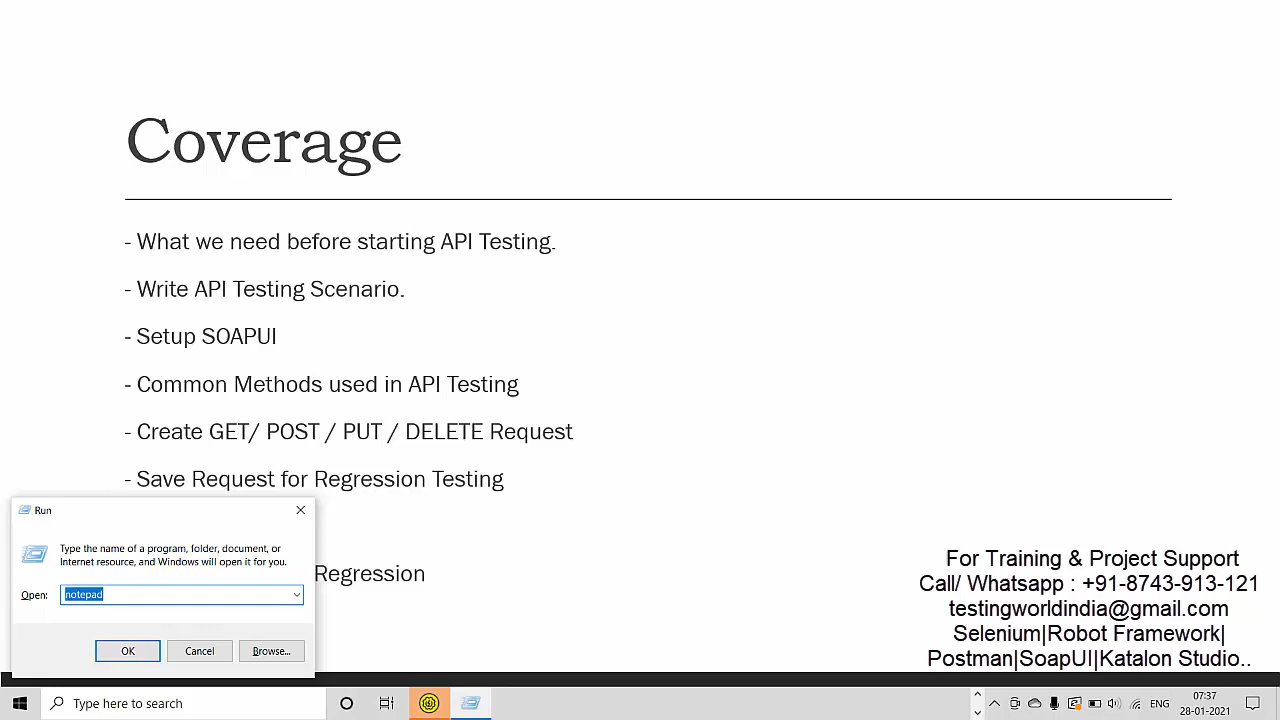 Coverage
- What we need before starting API Testing.
- Write API Testing Scenario.
- Setup SOAPUI
- Common Methods used in API Testing
- Create GET/ POST / PUT / DELETE Request
- Save Request for Regression Testing
Regression
Run
Type the name of a program, folder, document, or
Internet resource, and Windows will open it for you.
Open: notepad
OK Cancel Browse...
For Training & Project Support
Call/ Whatsapp : +91-8743-913-121
testingworldindia@gmail.com
Selenium|Robot Framework|
Postman|SoapUI|Katalon Studio..
Type here to search
ENG
07:37
28-01-2021